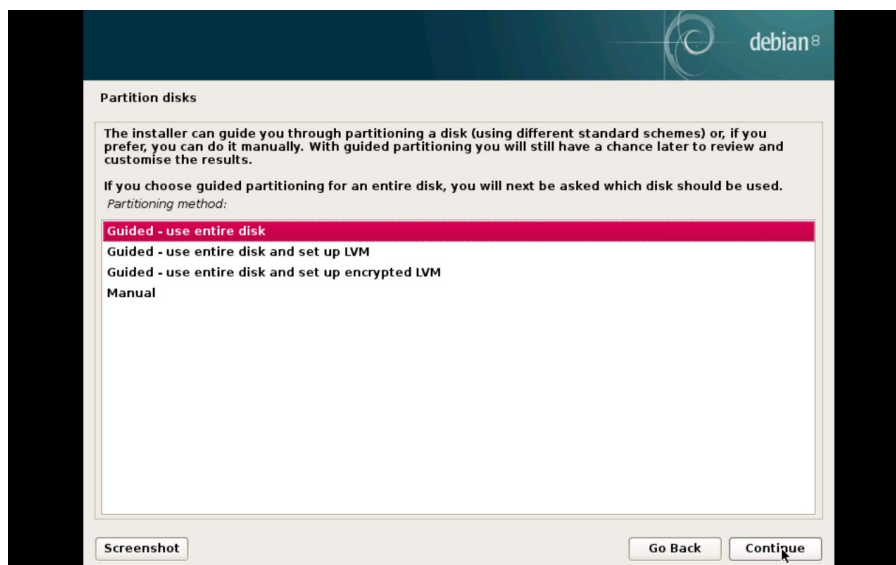 debian 8
Partition disks
The installer can guide you through partitioning a disk (using different standard schemes) or, if you
prefer, you can do it manually. With guided partitioning you will still have a chance later to review and
customise the results.
If you choose guided partitioning for an entire disk, you will next be asked which disk should be used.
Partitioning method:
Guided - use entire disk
Guided - use entire disk and set up LVM
Guided - use entire disk and set up encrypted LVM
Manual
Screenshot
Go Back
Continue